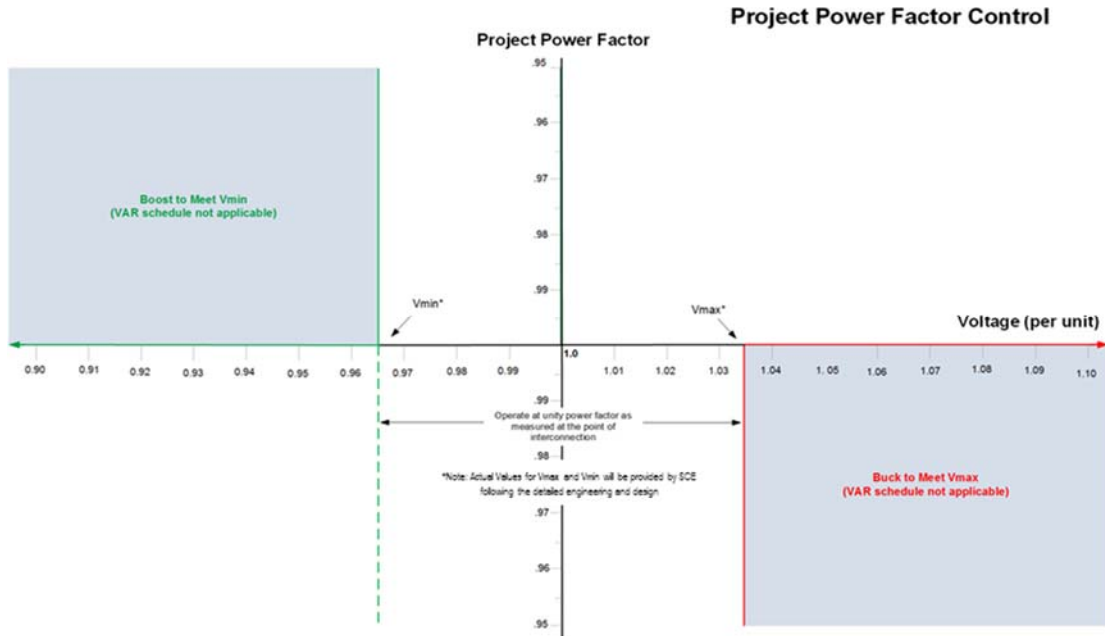 Project Power Factor Control
Project Power Factor
.95
.96
.97
.98
.99
Boost to Meet Vmin
(VAR schedule not applicable)
Vmin*
Vmax*
Voltage (per unit)
1.0
0.90
0.91
0.92
0.93
0.94
0.95
0.96
0.97
0.98
0.99
1.01
1.02
1.03
1.04
1. 05
1.06
1.07
1.08
1.09
1.10
.99
Operate at unity power factor as
measured at the point of
interconnection
.98
*Note: Actual Values for Vmax and Vmin will be provided by SCE
following the detailed engineering and design
Buck to Meet Vmax
(VAR schedule not applicable)
.97
.96
.95